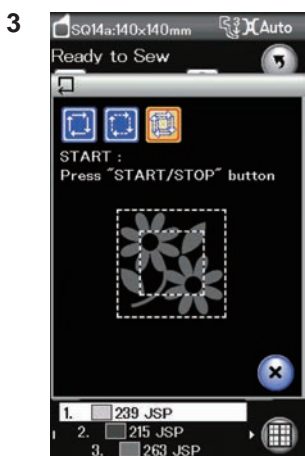 3
SQ14a:140x140mm
Auto
Ready to Sew
START :
Press "START/STOP" button
1. 239 JSP
2. 215 JSP
3. 263 JSP